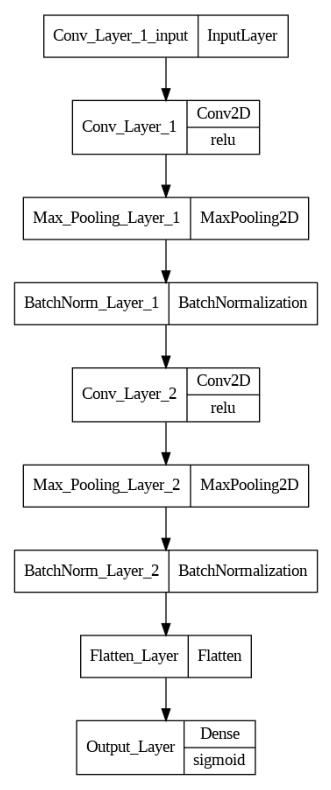 Conv_Layer_1_input InputLayer
Conv_Layer_1 Conv2D
relu
Max_Pooling_Layer_1 MaxPooling2D
BatchNorm_Layer_1 BatchNormalization
Conv_Layer_2 Conv2D
relu
Max_Pooling_Layer_2 MaxPooling2D
BatchNorm_Layer_2 BatchNormalization
Flatten_Layer Flatten
Output_Layer Dense
sigmoid